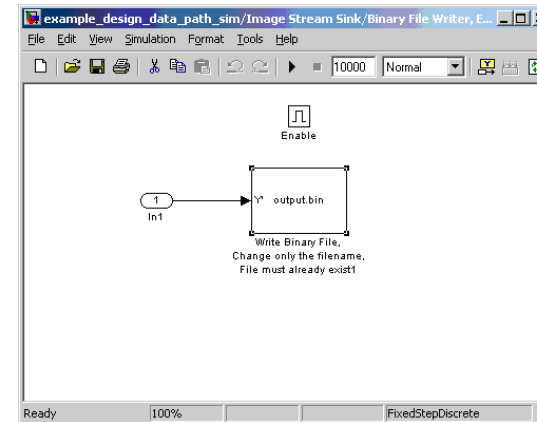 example_design_data_path_sim/Image Stream Sink/Binary File Writer, E...
File Edit View Simulation Format Tools Help
10000 Normal
Enable
1
In1
Y' output.bin
Write Binary File,
Change only the filename,
File must already exist1
Ready 100% FixedStepDiscrete